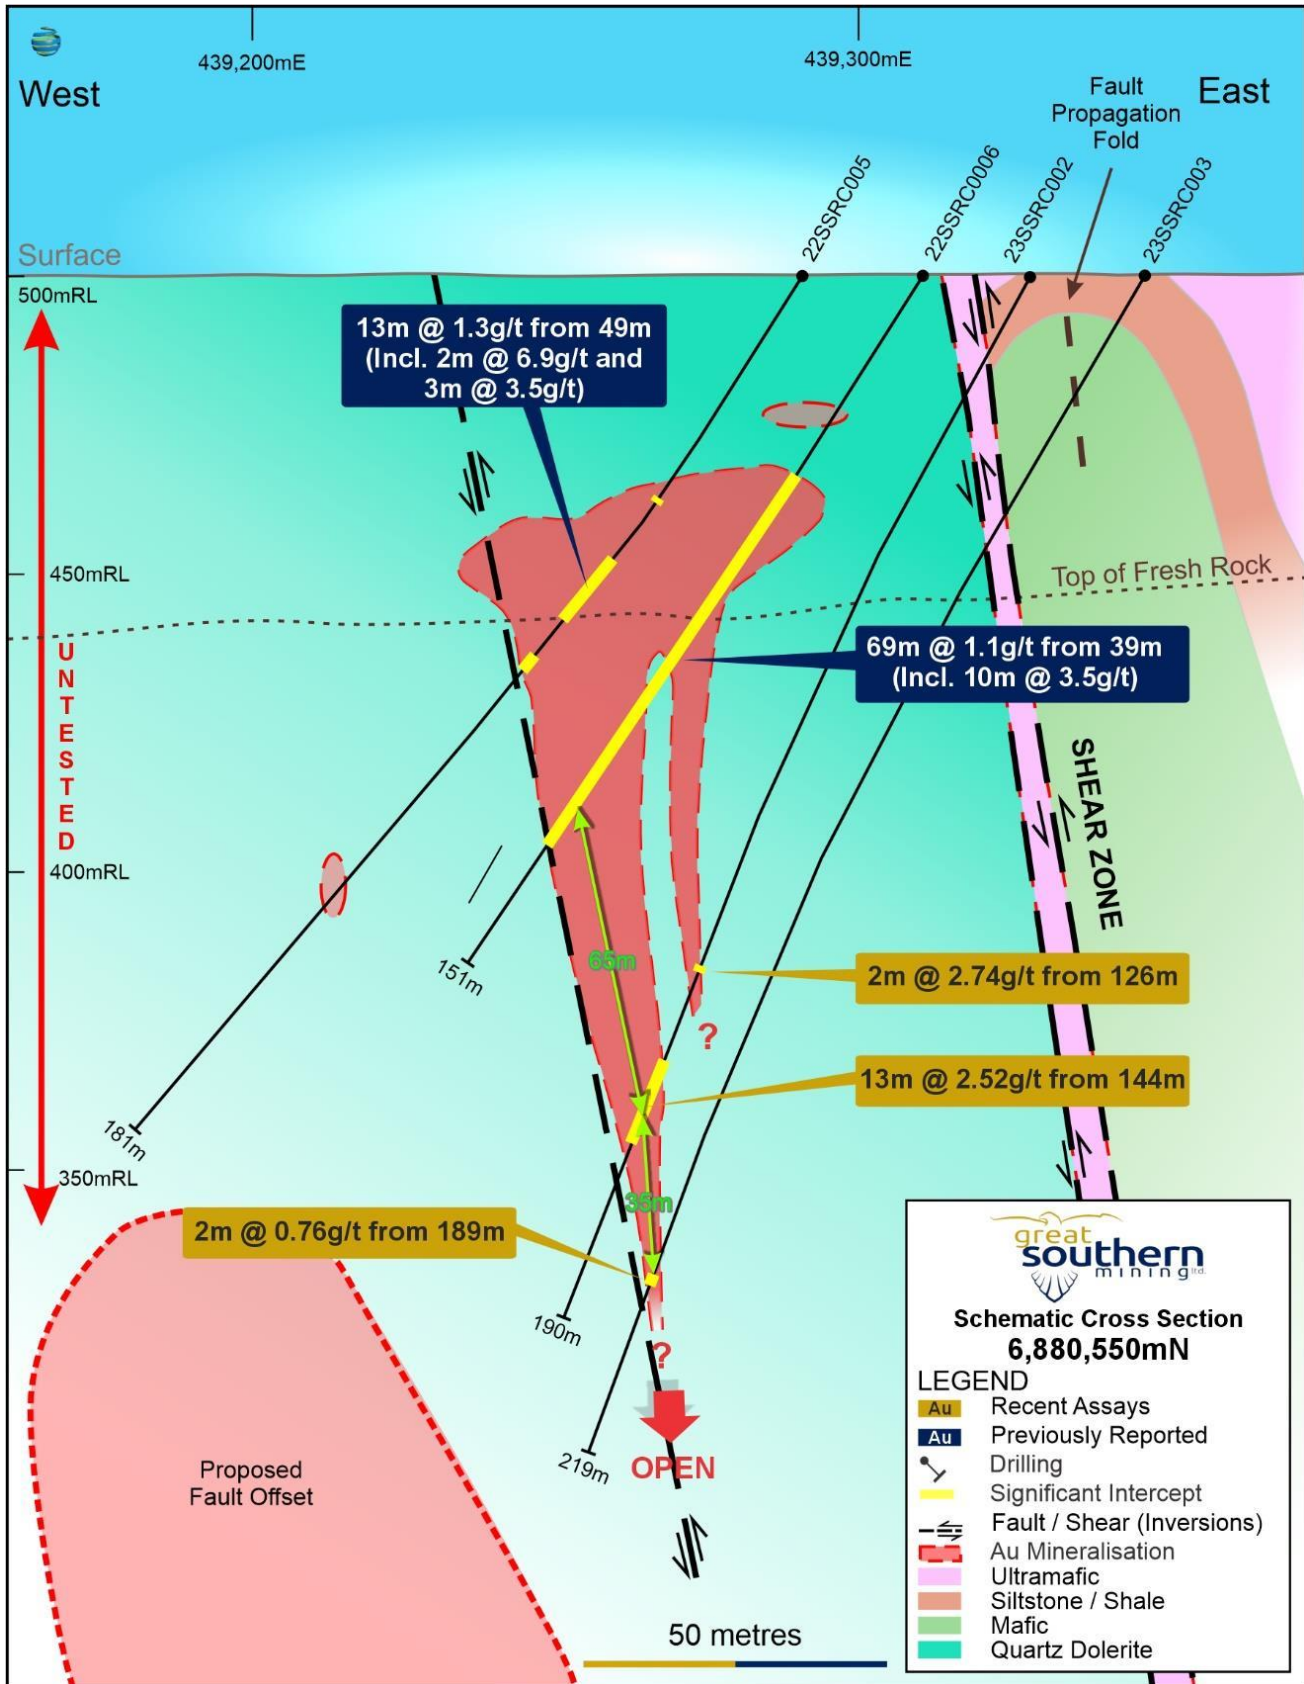 439,200mE
439,300mE
West
East
Fault
Propagation
Fold
22SSRC005
22SSRC0006
23SSRC002
23SSRC003
Surface
500mRL
13m @ 1.3g/t from 49m
(Incl. 2m @ 6.9g/t and
3m @ 3.5g/t)
450mRL
Top of Fresh Rock
UNTESTED
69m @ 1.1g/t from 39m
(Incl. 10m @ 3.5g/t)
SHEAR ZONE
400mRL
65m
151m
2m @ 2.74g/t from 126m
?
13m @ 2.52g/t from 144m
181m
350mRL
35m
2m @ 0.76g/t from 189m
190m
?
219m
OPEN
Proposed
Fault Offset
50 metres
great
southern
mining ltd.
Schematic Cross Section
6,880,550mN
LEGEND
Au Recent Assays
Au Previously Reported
Drilling
Significant Intercept
Fault / Shear (Inversions)
Au Mineralisation
Ultramafic
Siltstone / Shale
Mafic
Quartz Dolerite